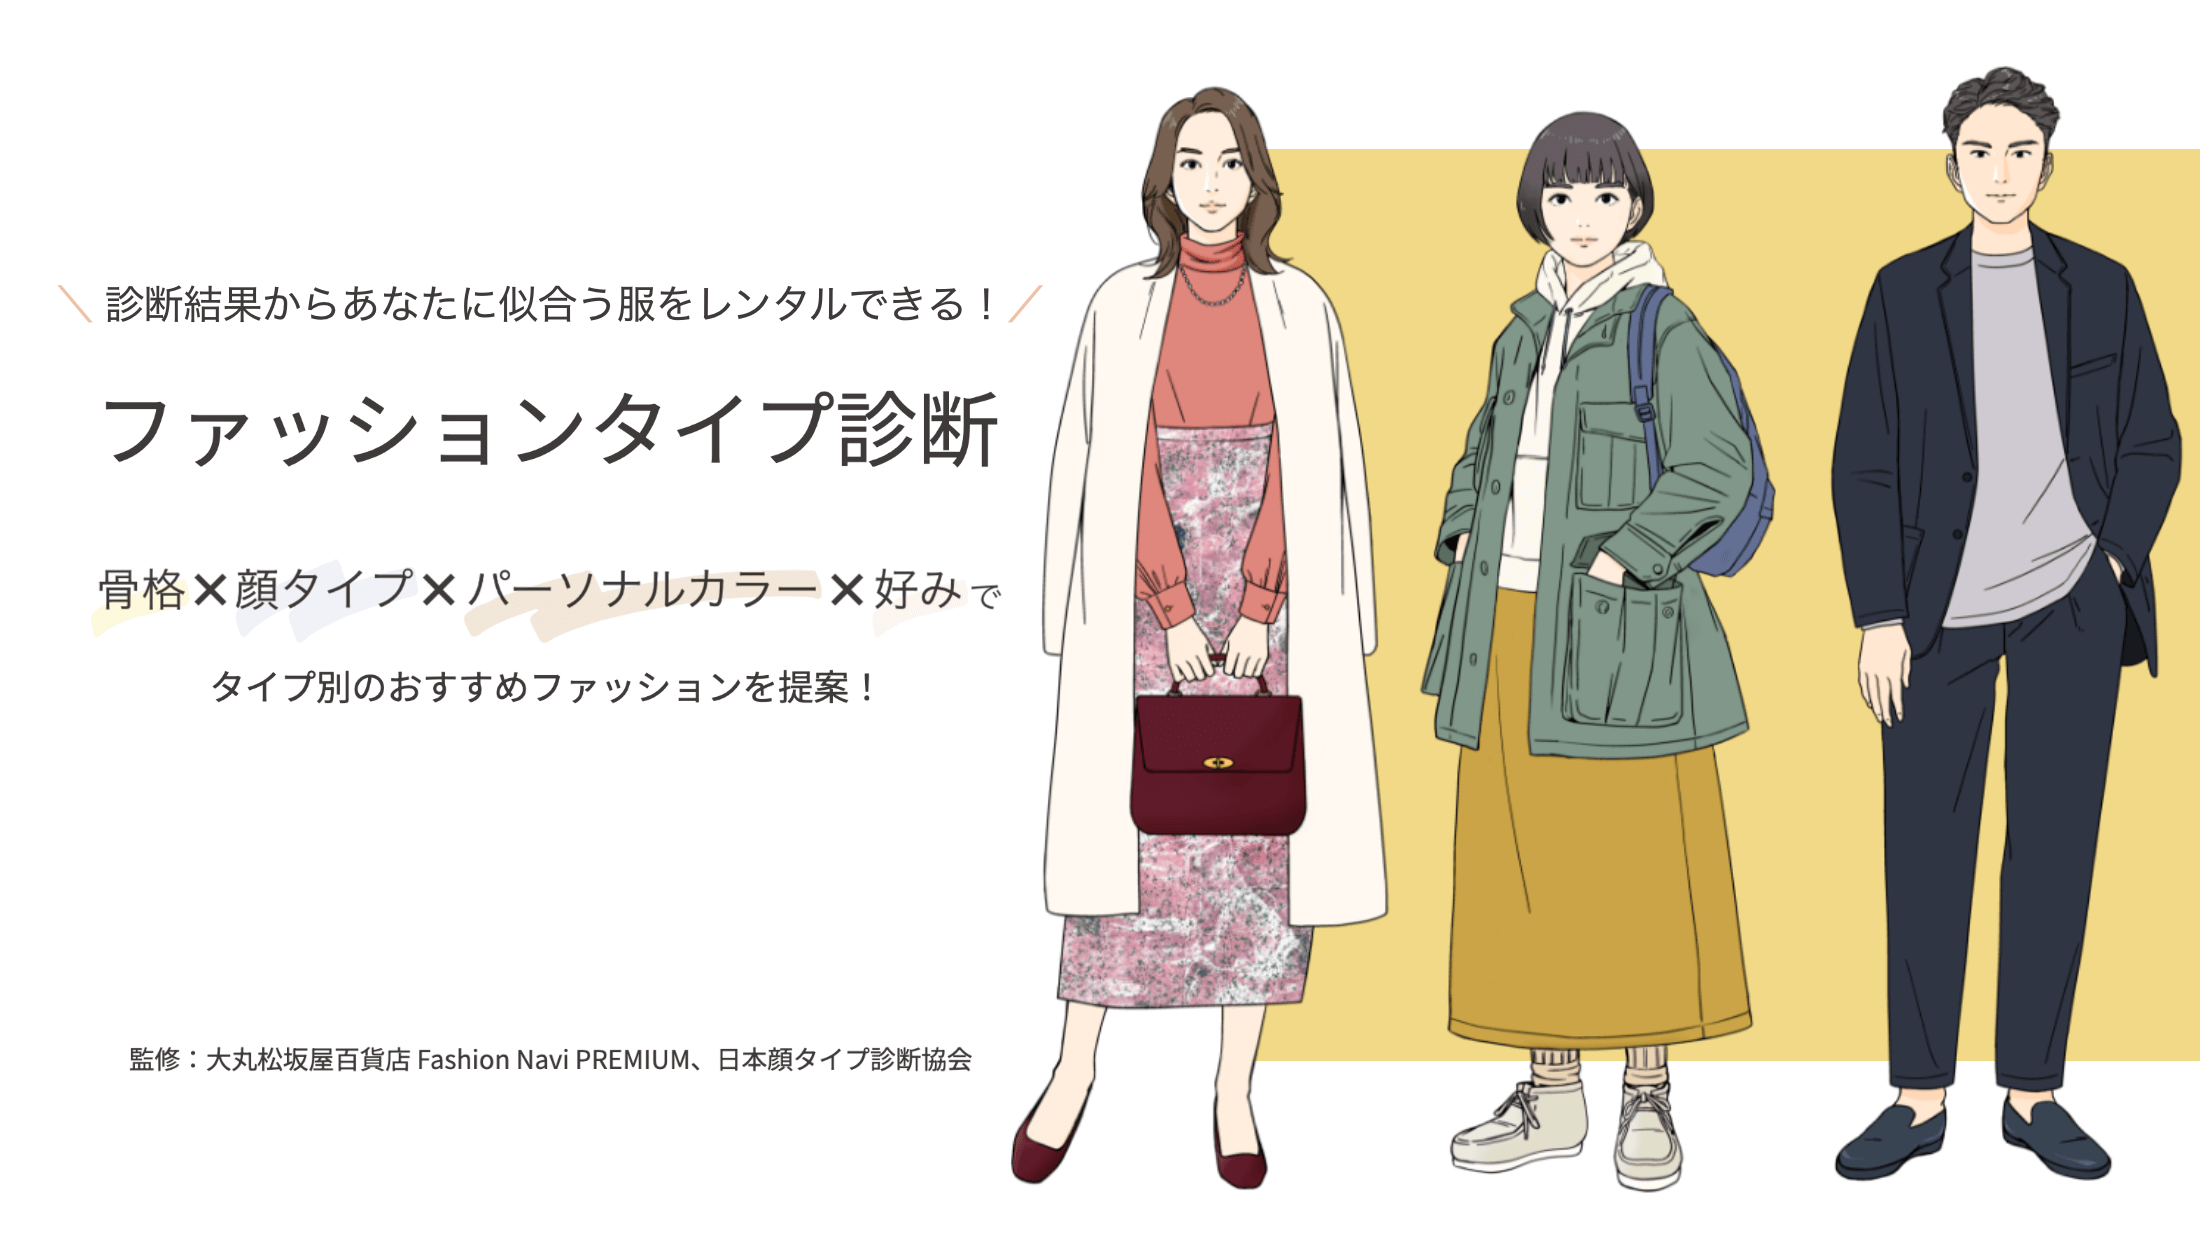 ＼ 診断結果からあなたに似合う服をレンタルできる！ ／
ファッションタイプ診断
骨格×顔タイプ×パーソナルカラー×好みで
タイプ別のおすすめファッションを提案！
監修：大丸松坂屋百貨店 Fashion Navi PREMIUM、日本顔タイプ診断協会